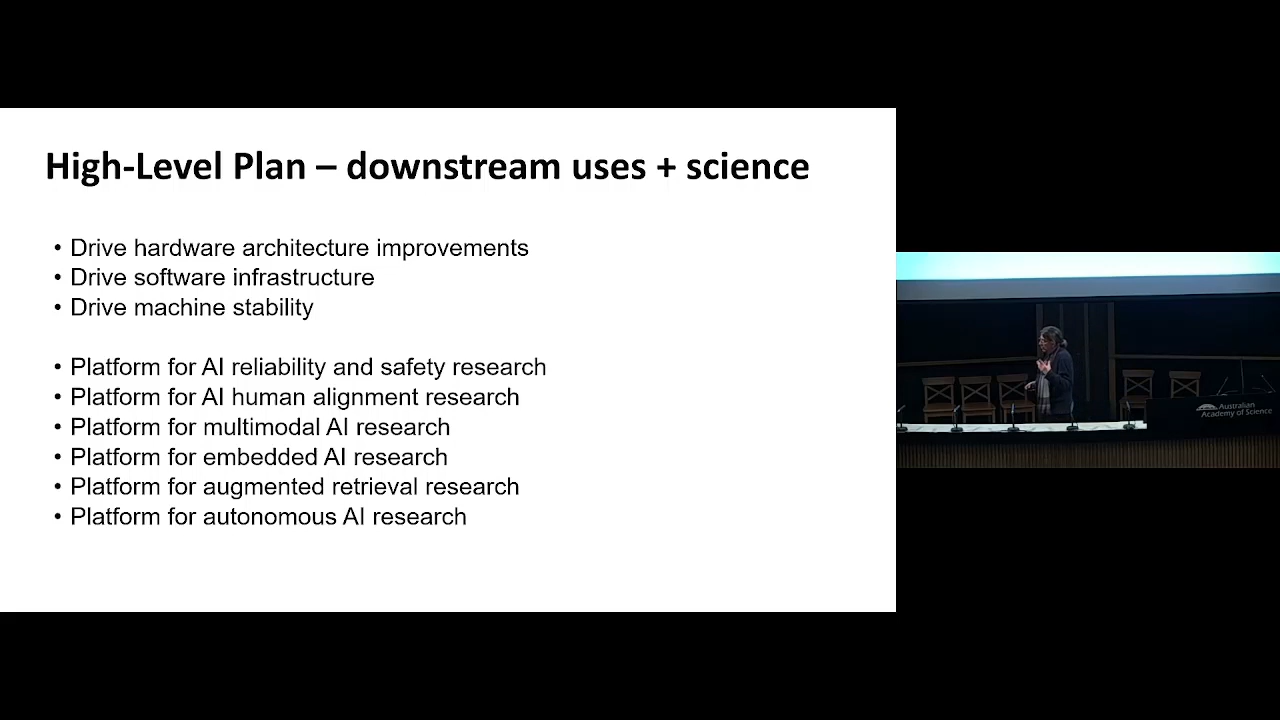 High-Level Plan – downstream uses + science
• Drive hardware architecture improvements
• Drive software infrastructure
• Drive machine stability
• Platform for AI reliability and safety research
• Platform for AI human alignment research
• Platform for multimodal AI research
• Platform for embedded AI research
• Platform for augmented retrieval research
• Platform for autonomous AI research
Australian
Academy of Science